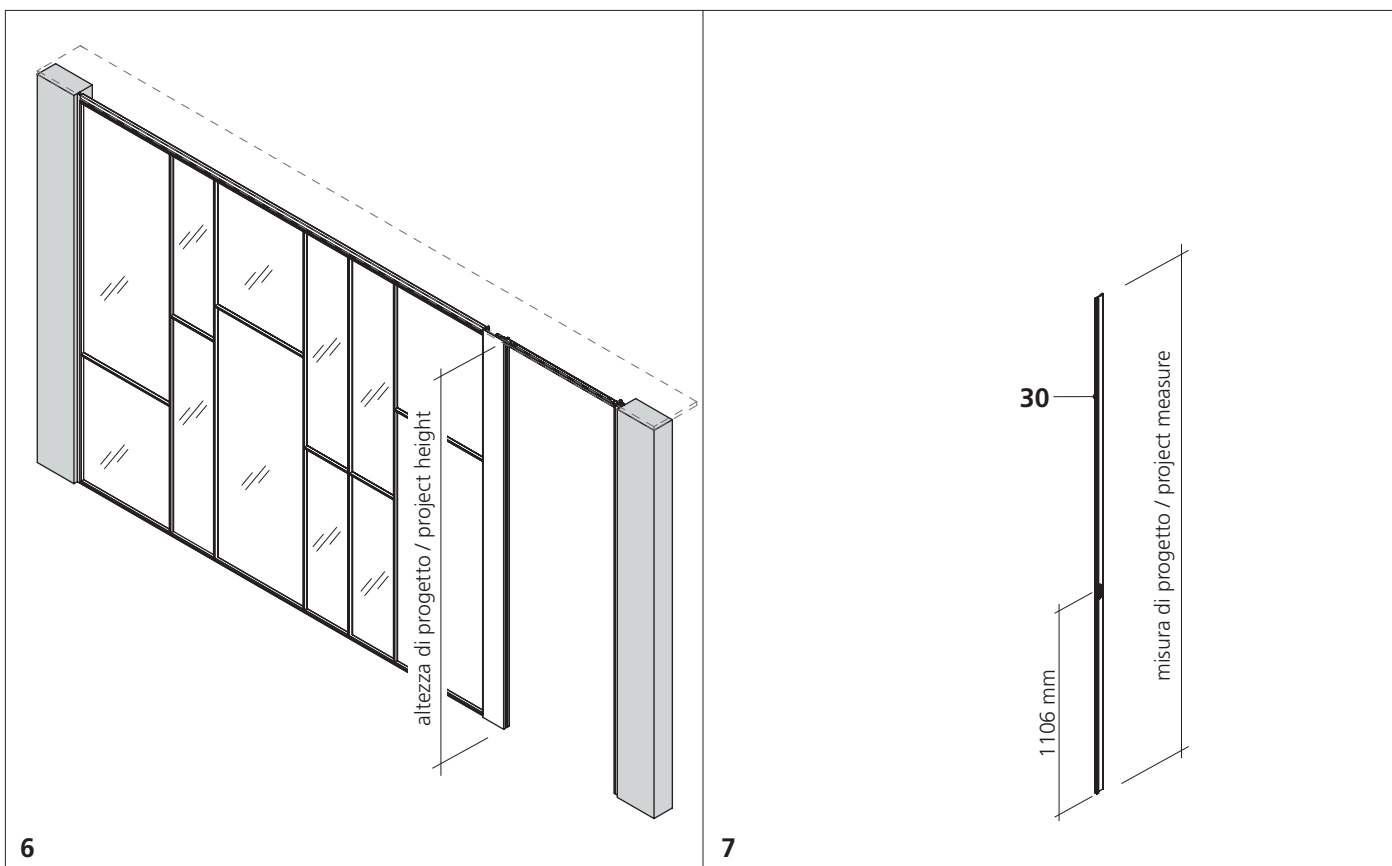 altezza di progetto / project height
6
30
misura di progetto / project measure
1106 mm
7